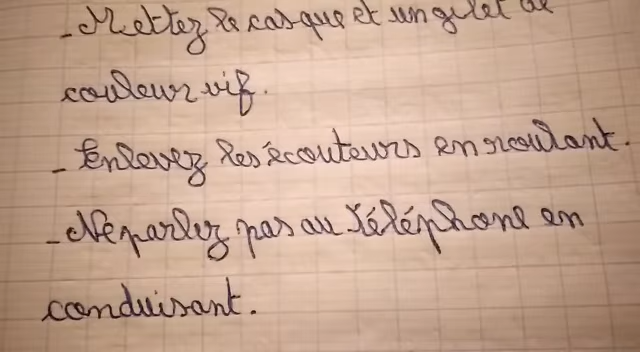 - Mettez le casque et un gilet de
couleur vif.
- Enlevez les écouteurs en roulant.
- Ne parlez pas au téléphone en
conduisant.